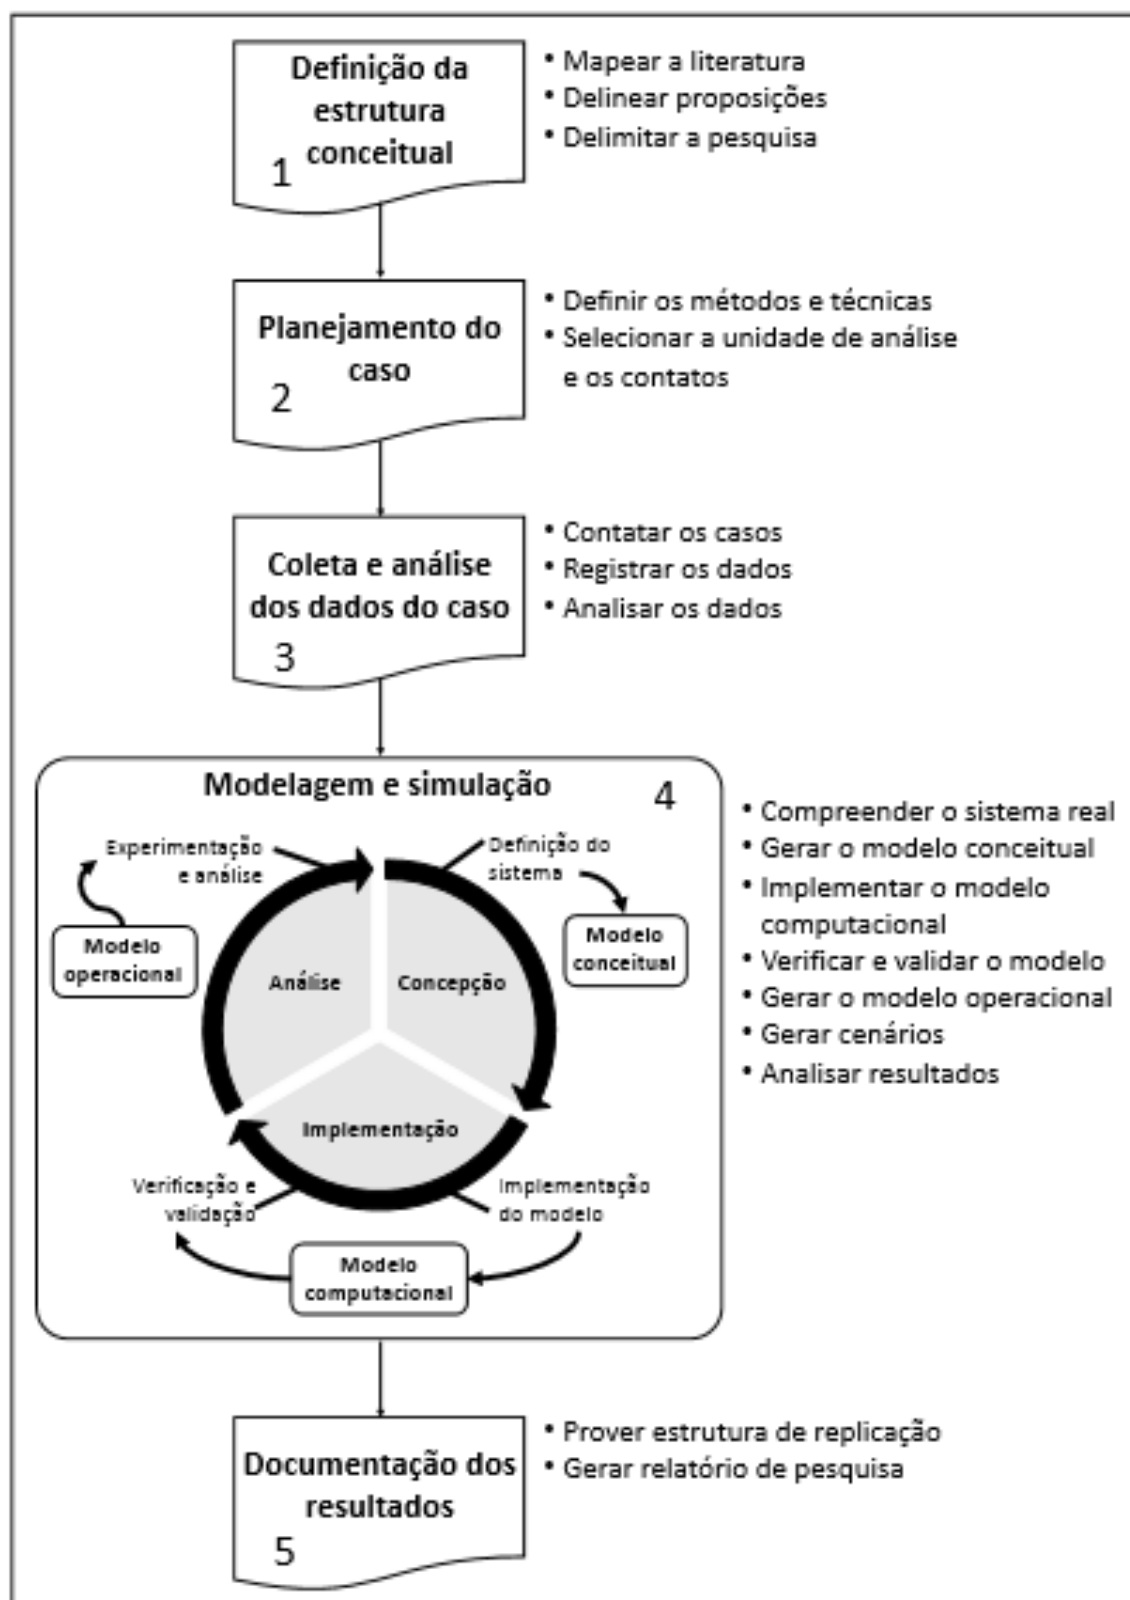 Definição da
estrutura
conceitual
1
• Mapear a literatura
• Delinear proposições
• Delimitar a pesquisa
Planejamento do
caso
2
• Definir os métodos e técnicas
• Selecionar a unidade de análise
e os contatos
Coleta e análise
dos dados do caso
3
• Contatar os casos
• Registrar os dados
• Analisar os dados
Modelagem e simulação
4
Experimentação
e análise
Definição do
sistema
Modelo
operacional
Modelo
conceitual
Análise
Concepção
Implementação
Verificação e
validação
Implementação
do modelo
Modelo
computacional
• Compreender o sistema real
• Gerar o modelo conceitual
• Implementar o modelo
computacional
• Verificar e validar o modelo
• Gerar o modelo operacional
• Gerar cenários
• Analisar resultados
Documentação dos
resultados
5
• Prover estrutura de replicação
• Gerar relatório de pesquisa